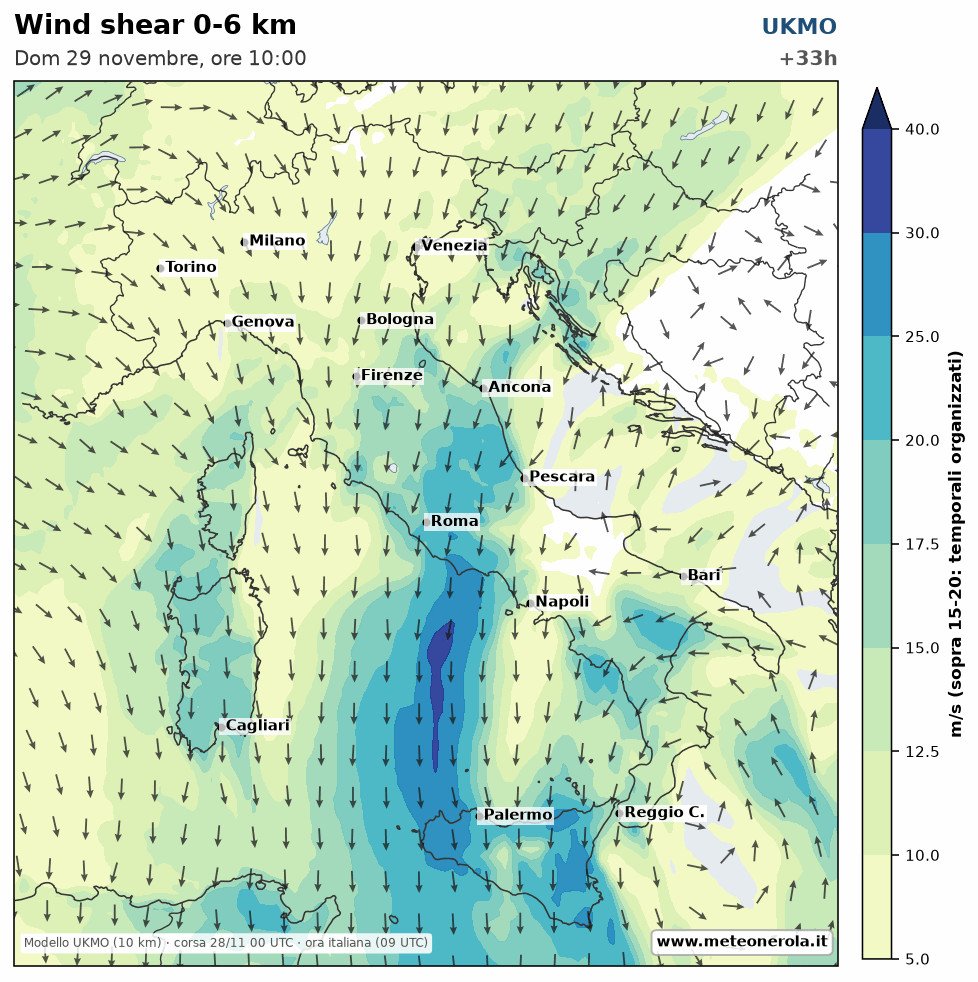 Wind shear 0-6 km
UKMO
Dom 29 novembre, ore 10:00
+33h
40.0
30.0
25.0
20.0
17.5
15.0
12.5
10.0
5.0
m/s (sopra 15-20: temporali organizzati)
Milano
Venezia
Torino
Genova
Bologna
Firenze
Ancona
Pescara
Roma
Bari
Napoli
Cagliari
Palermo
Reggio C.
Modello UKMO (10 km) · corsa 28/11 00 UTC · ora italiana (09 UTC)
www.meteonerola.it